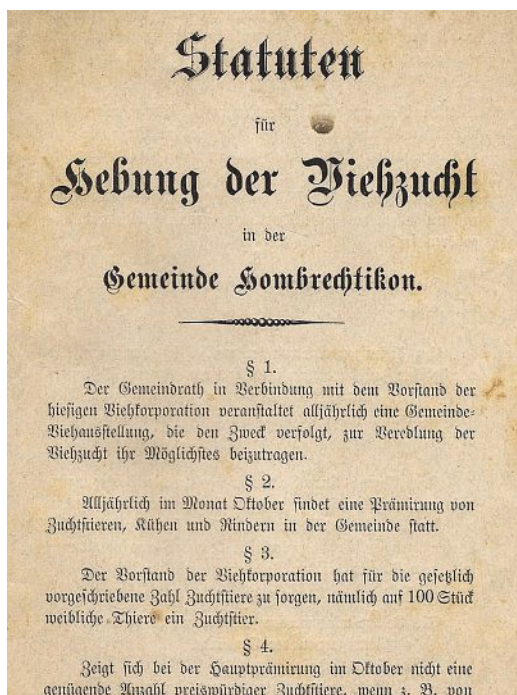 Statuten
für
Hebung der Viehzucht
in der
Gemeinde Hombrechtikon.
§ 1.
Der Gemeindrath in Verbindung mit dem Vorstand der
hiesigen Viehkorporation veranstaltet alljährlich eine Gemeinde-
Viehausstellung, die den Zweck verfolgt, zur Veredlung der
Viehzucht ihr Möglichstes beizutragen.
§ 2.
Alljährlich im Monat Oktober findet eine Prämirung von
Zuchtstieren, Kühen und Rindern in der Gemeinde statt.
§ 3.
Der Vorstand der Viehkorporation hat für die gesetzlich
vorgeschriebene Zahl Zuchtstiere zu sorgen, nämlich auf 100 Stück
weibliche Thiere ein Zuchtstier.
§ 4.
Zeigt sich bei der Hauptprämirung im Oktober nicht eine
genügende Anzahl preiswürdiger Zuchtstiere, wenn z. B. von